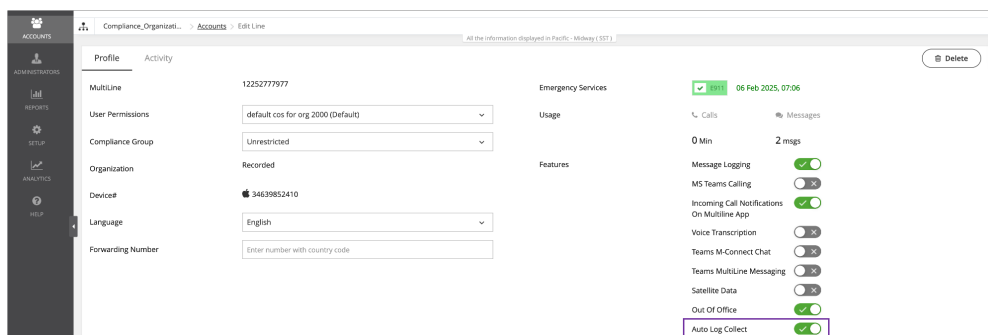 Compliance_Organizati... > Accounts > Edit Line
All the information displayed in Pacific - Midway ( SST )
ACCOUNTS
ADMINISTRATORS
REPORTS
SETUP
ANALYTICS
HELP
Profile Activity
Delete
MultiLine 12252777977
User Permissions default cos for org 2000 (Default)
Compliance Group Unrestricted
Organization Recorded
Device# 34639852410
Language English
Forwarding Number Enter number with country code
Emergency Services E911 06 Feb 2025, 07:06
Usage Calls Messages
0 Min 2 msgs
Features Message Logging
MS Teams Calling
Incoming Call Notifications
On Multiline App
Voice Transcription
Teams M-Connect Chat
Teams MultiLine Messaging
Satellite Data
Out Of Office
Auto Log Collect